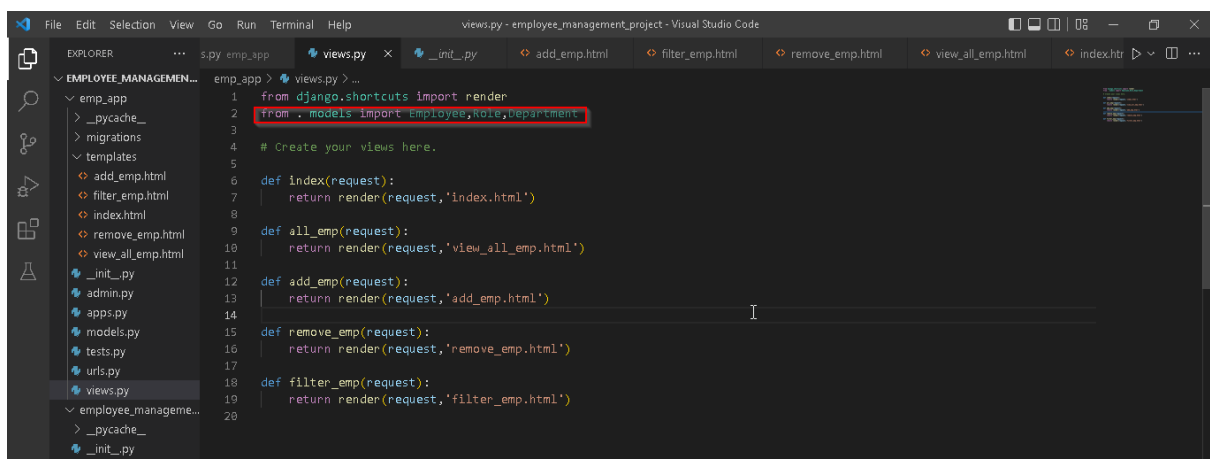 File Edit Selection View Go Run Terminal Help views.py - employee_management_project - Visual Studio Code
EXPLORER ··· s.py emp_app views.py × __init__.py add_emp.html filter_emp.html remove_emp.html view_all_emp.html index.htr ···
EMPLOYEE_MANAGEMEN... emp_app > views.py > ...
emp_app
__pycache__
migrations
templates
add_emp.html
filter_emp.html
index.html
remove_emp.html
view_all_emp.html
__init__.py
admin.py
apps.py
models.py
tests.py
urls.py
views.py
employee_manageme...
__pycache__
__init__.py
1 from django.shortcuts import render
2 from . models import Employee,Role,Department
3
4 # Create your views here.
5
6 def index(request):
7 return render(request,'index.html')
8
9 def all_emp(request):
10 return render(request,'view_all_emp.html')
11
12 def add_emp(request):
13 return render(request,'add_emp.html')
14
15 def remove_emp(request):
16 return render(request,'remove_emp.html')
17
18 def filter_emp(request):
19 return render(request,'filter_emp.html')
20